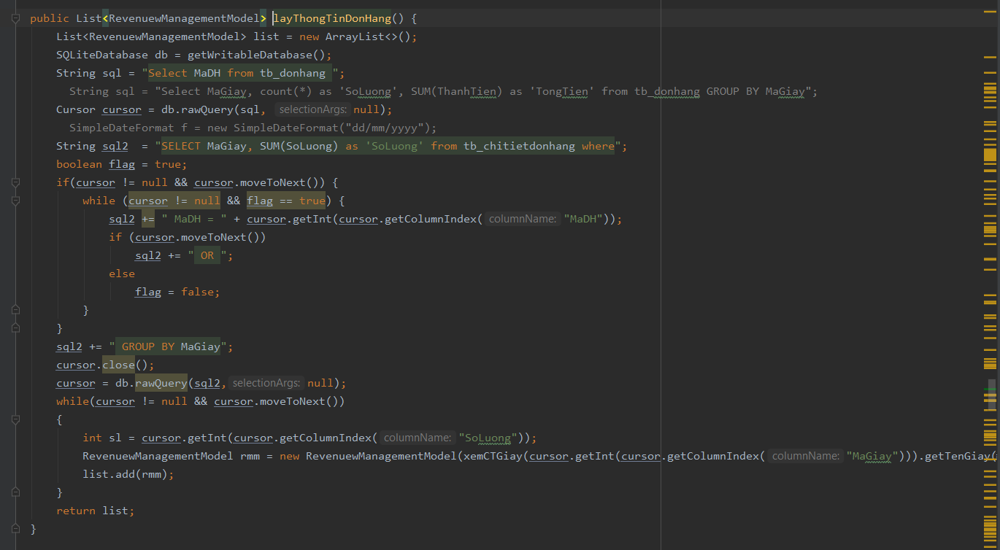 public List<RevenuewManagementModel> layThongTinDonHang() {
List<RevenuewManagementModel> list = new ArrayList<>();
SQLiteDatabase db = getWritableDatabase();
String sql = "Select MaDH from tb_donhang ";
String sql = "Select MaGiay, count(*) as 'SoLuong', SUM(ThanhTien) as 'TongTien' from tb_donhang GROUP BY MaGiay";
Cursor cursor = db.rawQuery(sql, selectionArgs: null);
SimpleDateFormat f = new SimpleDateFormat("dd/mm/yyyy");
String sql2 = "SELECT MaGiay, SUM(SoLuong) as 'SoLuong' from tb_chitietdonhang where";
boolean flag = true;
if(cursor != null && cursor.moveToNext()) {
while (cursor != null && flag == true) {
sql2 += " MaDH = " + cursor.getInt(cursor.getColumnIndex( columnName: "MaDH"));
if (cursor.moveToNext())
sql2 += " OR ";
else
flag = false;
}
}
sql2 += " GROUP BY MaGiay";
cursor.close();
cursor = db.rawQuery(sql2, selectionArgs: null);
while(cursor != null && cursor.moveToNext())
{
int sl = cursor.getInt(cursor.getColumnIndex( columnName: "SoLuong"));
RevenuewManagementModel rmm = new RevenuewManagementModel(xemCTGiay(cursor.getInt(cursor.getColumnIndex( columnName: "MaGiay"))).getTenGiay(
list.add(rmm);
}
return list;
}